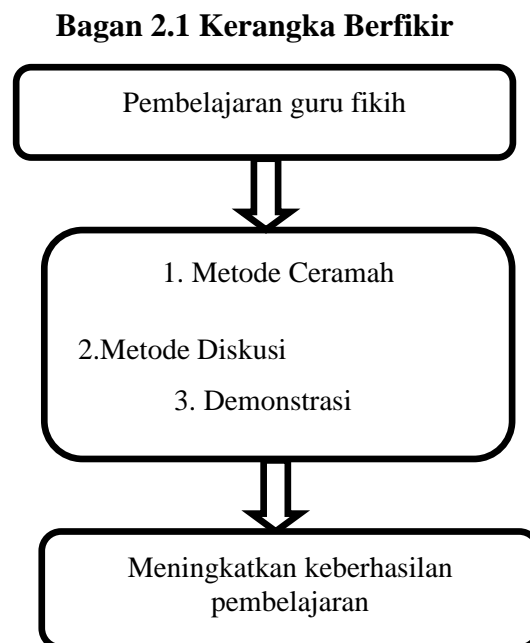 Bagan 2.1 Kerangka Berfikir
Pembelajaran guru fikih
1. Metode Ceramah
2.Metode Diskusi
3. Demonstrasi
Meningkatkan keberhasilan
pembelajaran